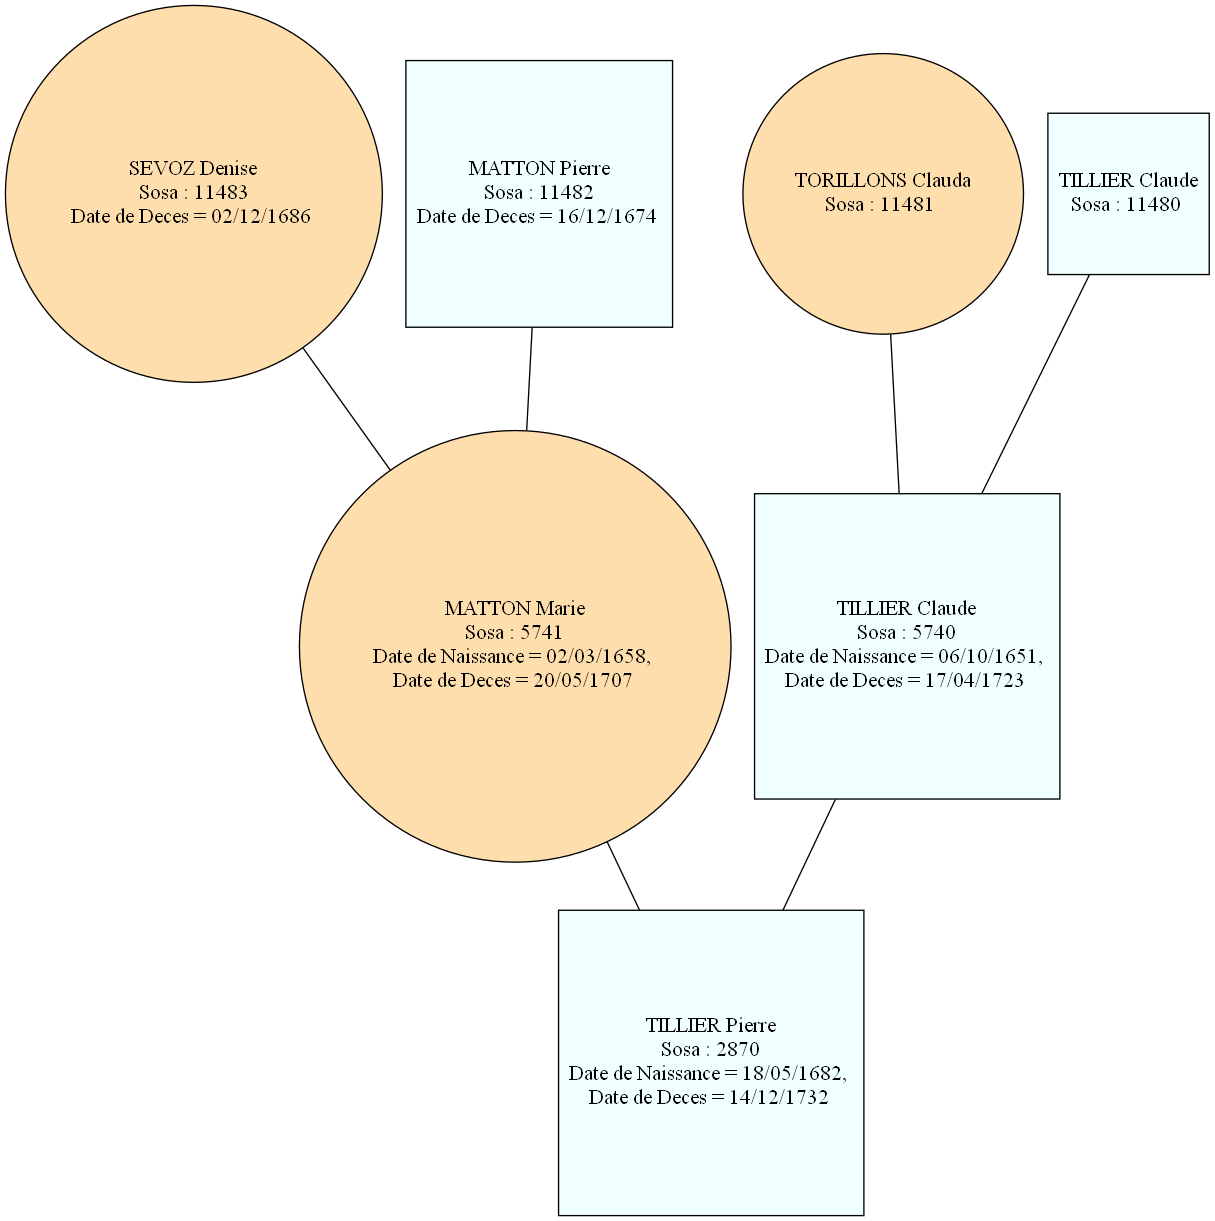 SEVOZ Denise
Sosa : 11483
Date de Deces = 02/12/1686
MATTON Pierre
Sosa : 11482
Date de Deces = 16/12/1674
TORILLONS Clauda
Sosa : 11481
TILLIER Claude
Sosa : 11480
MATTON Marie
Sosa : 5741
Date de Naissance = 02/03/1658,
Date de Deces = 20/05/1707
TILLIER Claude
Sosa : 5740
Date de Naissance = 06/10/1651,
Date de Deces = 17/04/1723
TILLIER Pierre
Sosa : 2870
Date de Naissance = 18/05/1682,
Date de Deces = 14/12/1732